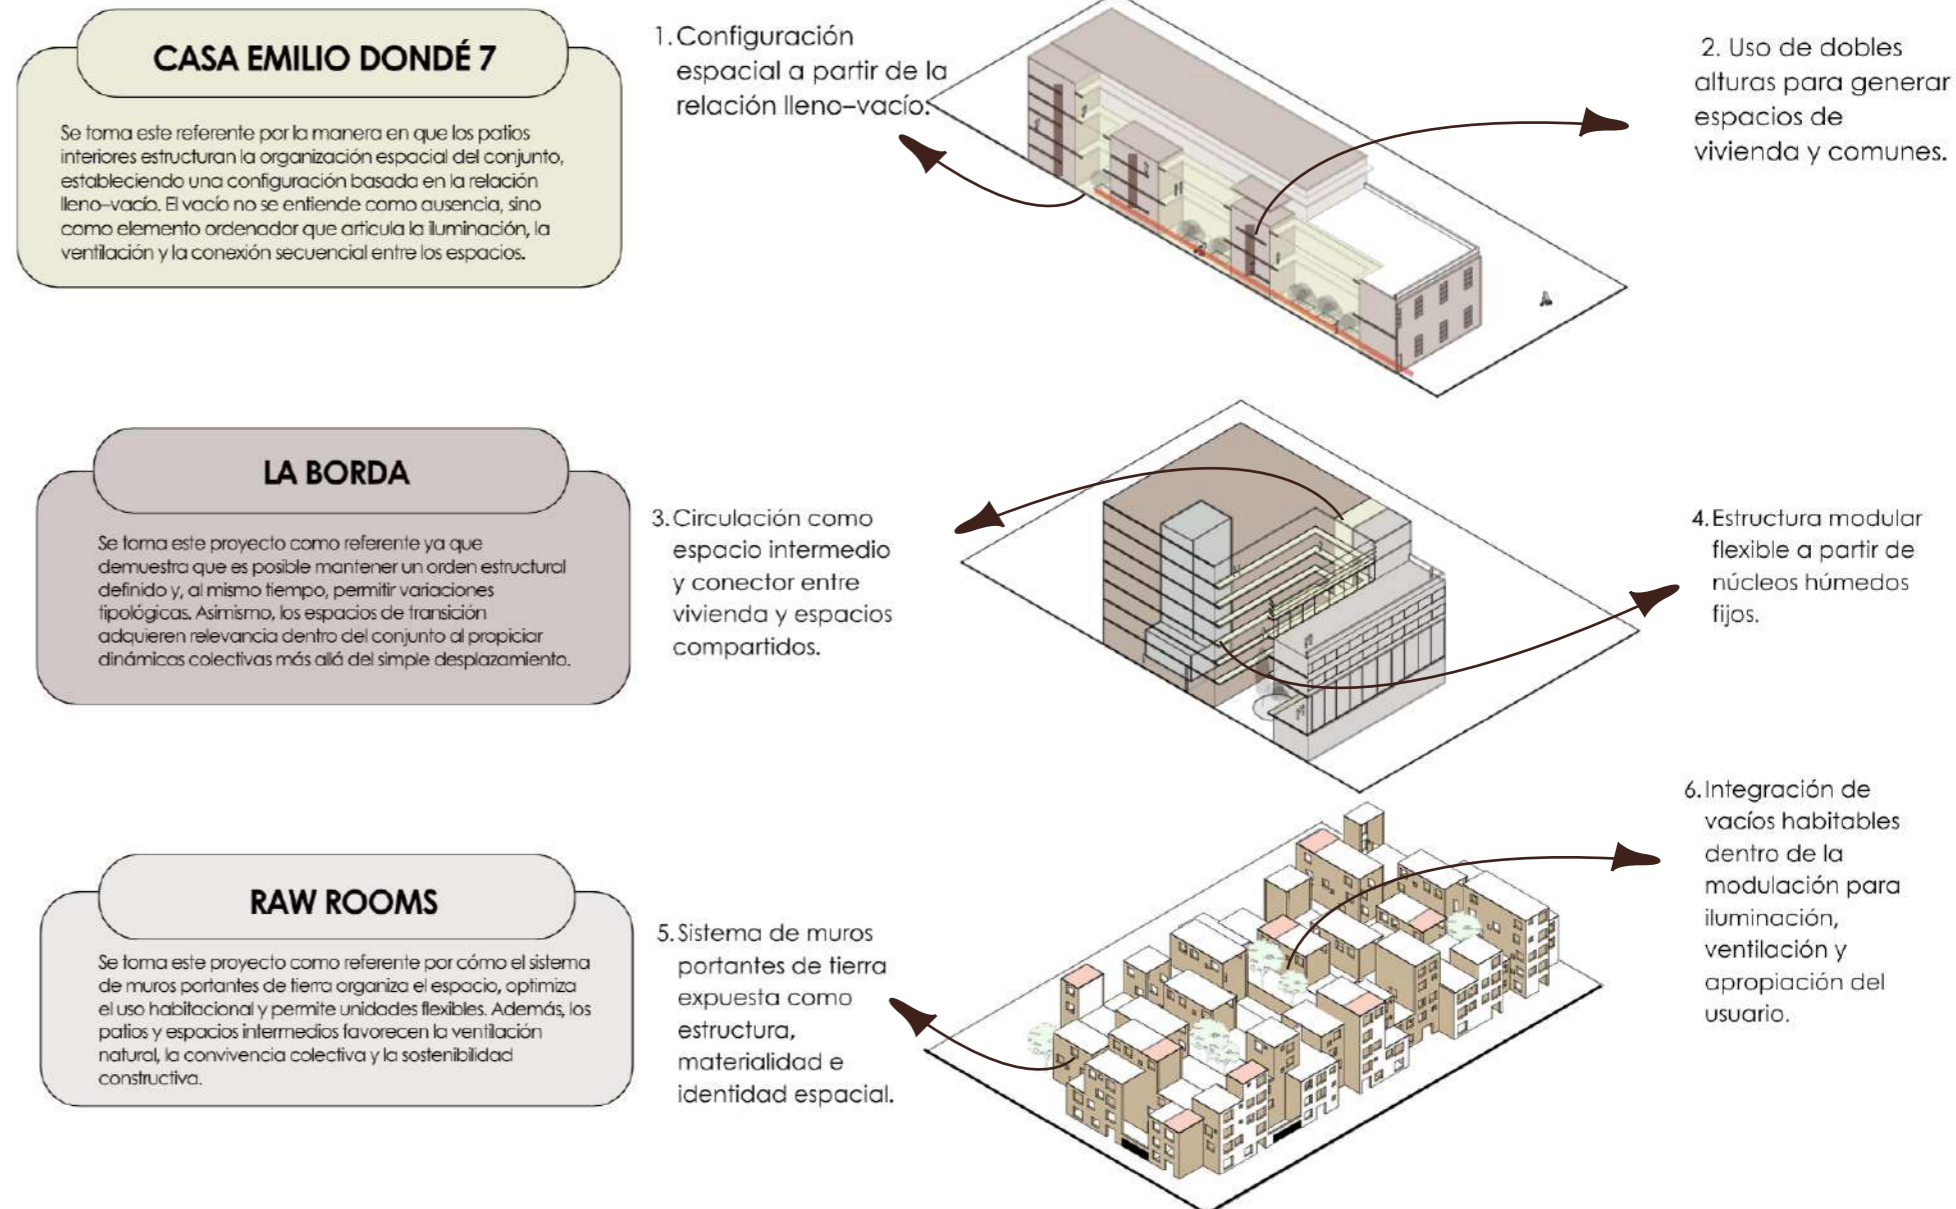 CASA EMILIO DONDÉ 7
Se toma este referente por la manera en que los patios
interiores estructuran la organización espacial del conjunto,
estableciendo una configuración basada en la relación
lleno–vacío. El vacío no se entiende como ausencia, sino
como elemento ordenador que articula la iluminación, la
ventilación y la conexión secuencial entre los espacios.
1. Configuración
espacial a partir de la
relación lleno–vacío.
2. Uso de dobles
alturas para generar
espacios de
vivienda y comunes.
LA BORDA
Se toma este proyecto como referente ya que
demuestra que es posible mantener un orden estructural
definido y, al mismo tiempo, permitir variaciones
tipológicas. Asimismo, los espacios de transición
adquieren relevancia dentro del conjunto al propiciar
dinámicas colectivas más allá del simple desplazamiento.
3. Circulación como
espacio intermedio
y conector entre
vivienda y espacios
compartidos.
4. Estructura modular
flexible a partir de
núcleos húmedos
fijos.
RAW ROOMS
Se toma este proyecto como referente por cómo el sistema
de muros portantes de tierra organiza el espacio, optimiza
el uso habitacional y permite unidades flexibles. Además, los
patios y espacios intermedios favorecen la ventilación
natural, la convivencia colectiva y la sostenibilidad
constructiva.
5. Sistema de muros
portantes de tierra
expuesta como
estructura,
materialidad e
identidad espacial.
6. Integración de
vacíos habitables
dentro de la
modulación para
iluminación,
ventilación y
apropiación del
usuario.